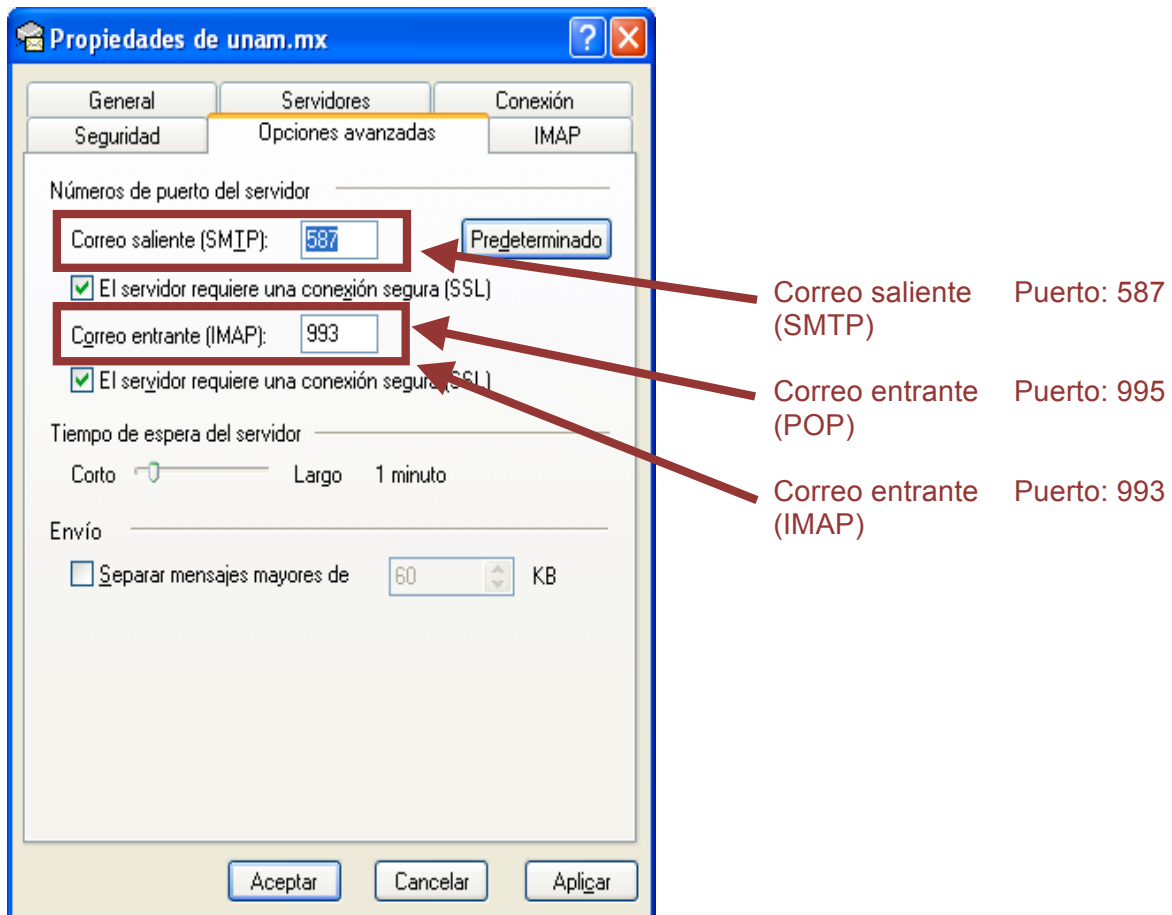 Propiedades de unam.mx
General Servidores Conexión
Seguridad Opciones avanzadas IMAP
Números de puerto del servidor
Correo saliente (SMTP): 587 Predeterminado
El servidor requiere una conexión segura (SSL)
Correo entrante (IMAP): 993
El servidor requiere una conexión segura (SSL)
Tiempo de espera del servidor
Corto Largo 1 minuto
Envío
Separar mensajes mayores de 60 KB
Aceptar Cancelar Aplicar
Correo saliente Puerto: 587
(SMTP)
Correo entrante Puerto: 995
(POP)
Correo entrante Puerto: 993
(IMAP)